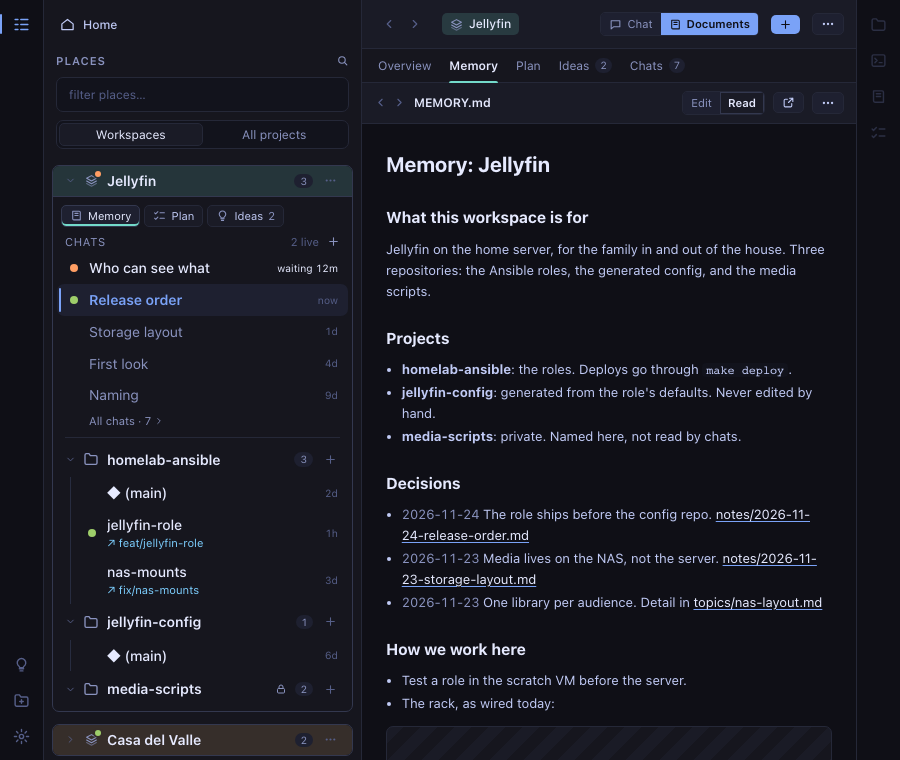 Home
PLACES
filter places...
Workspaces
All projects
Jellyfin
3
Memory
Plan
Ideas 2
CHATS
2 live
Who can see what
waiting 12m
Release order
now
Storage layout
1d
First look
4d
Naming
9d
All chats · 7
homelab-ansible
3
(main)
2d
jellyfin-role
1h
feat/jellyfin-role
nas-mounts
3d
fix/nas-mounts
jellyfin-config
1
(main)
6d
media-scripts
2
Casa del Valle
2
Jellyfin
Chat
Documents
Overview
Memory
Plan
Ideas 2
Chats 7
MEMORY.md
Edit
Read
Memory: Jellyfin
What this workspace is for
Jellyfin on the home server, for the family in and out of the house. Three
repositories: the Ansible roles, the generated config, and the media
scripts.
Projects
• homelab-ansible: the roles. Deploys go through make deploy.
• jellyfin-config: generated from the role's defaults. Never edited by
hand.
• media-scripts: private. Named here, not read by chats.
Decisions
• 2026-11-24 The role ships before the config repo. notes/2026-11-
24-release-order.md
• 2026-11-23 Media lives on the NAS, not the server. notes/2026-11-
23-storage-layout.md
• 2026-11-23 One library per audience. Detail in topics/nas-layout.md
How we work here
• Test a role in the scratch VM before the server.
• The rack, as wired today: